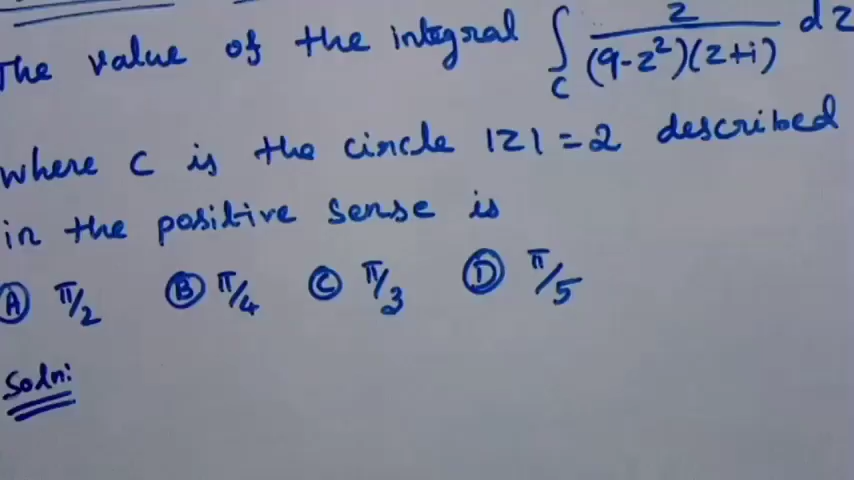 The value of the integral ∫_C z/((9-z²)(z+i)) dz
where C is the circle |z| = 2 described
in the positive sense is
Ⓐ π/2 Ⓑ π/4 Ⓒ π/3 Ⓓ π/5
Soln: